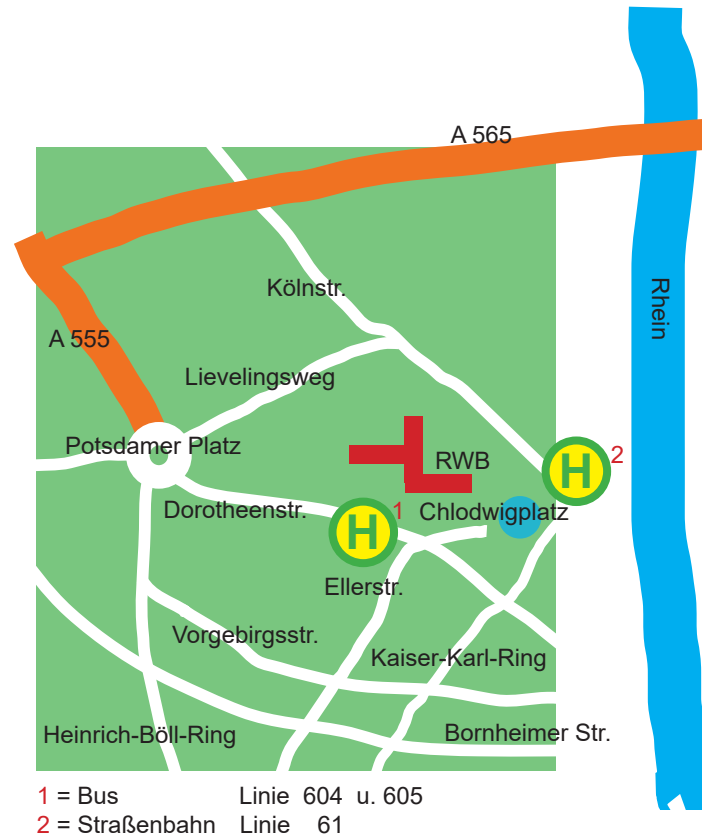 A 565
Rhein
Kölnstr.
A 555
Lievelingsweg
Potsdamer Platz
RWB
H 2
Dorotheenstr.
H 1
Chlodwigplatz
Ellerstr.
Vorgebirgsstr.
Kaiser-Karl-Ring
Heinrich-Böll-Ring
Bornheimer Str.
1 = Bus Linie 604 u. 605
2 = Straßenbahn Linie 61